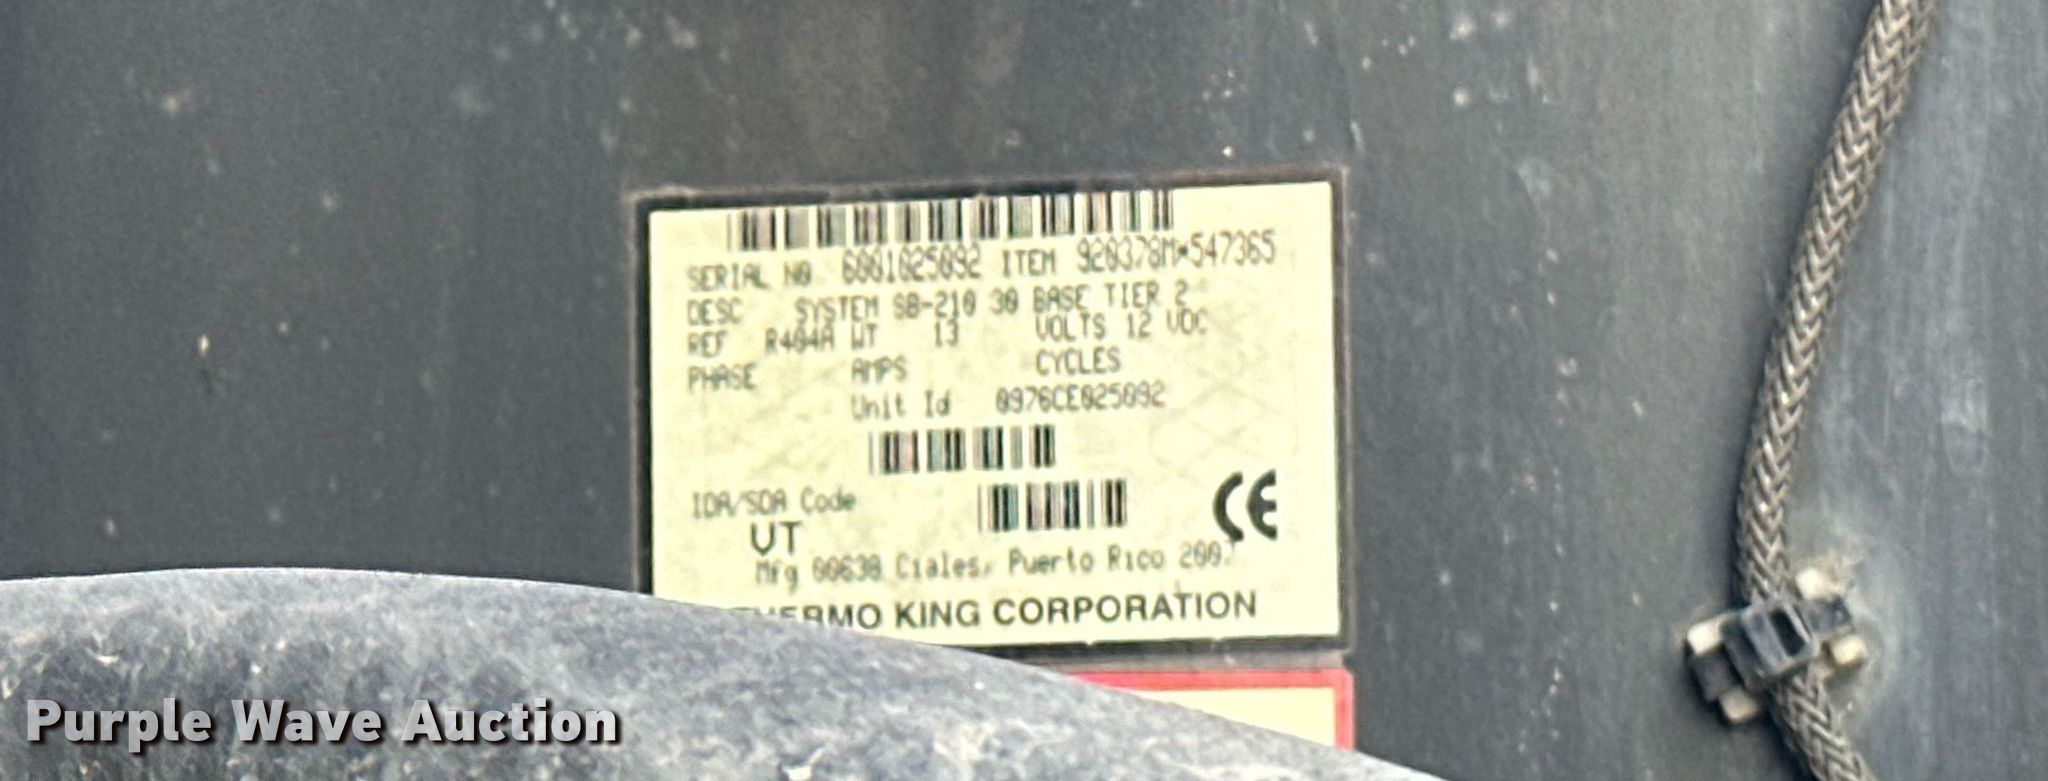 SERIAL NO 6001025092 ITEM 920378M*547365
DESC SYSTEM SB-210 30 BASE TIER 2
REF R404A WT 13 VOLTS 12 VDC
PHASE AMPS CYCLES
Unit Id 0976CE025092
IDA/SDA Code
VT
Mfg 00638 Ciales, Puerto Rico
THERMO KING CORPORATION
Purple Wave Auction